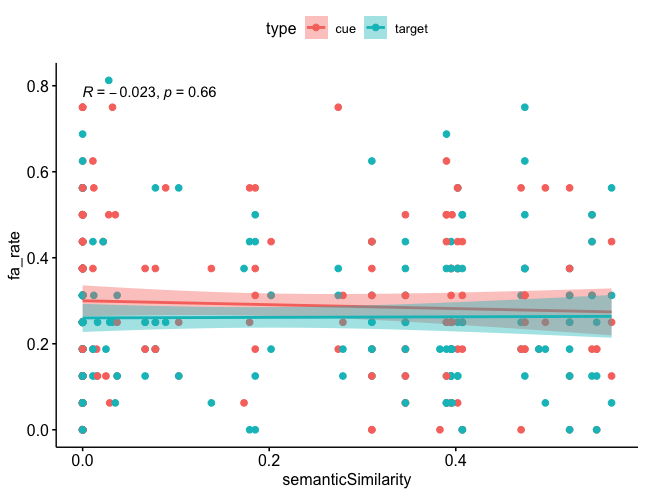 type cue target
R = −0.023, p = 0.66
0.8
0.6
0.4
0.2
0.0
fa_rate
0.0 0.2 0.4
semanticSimilarity